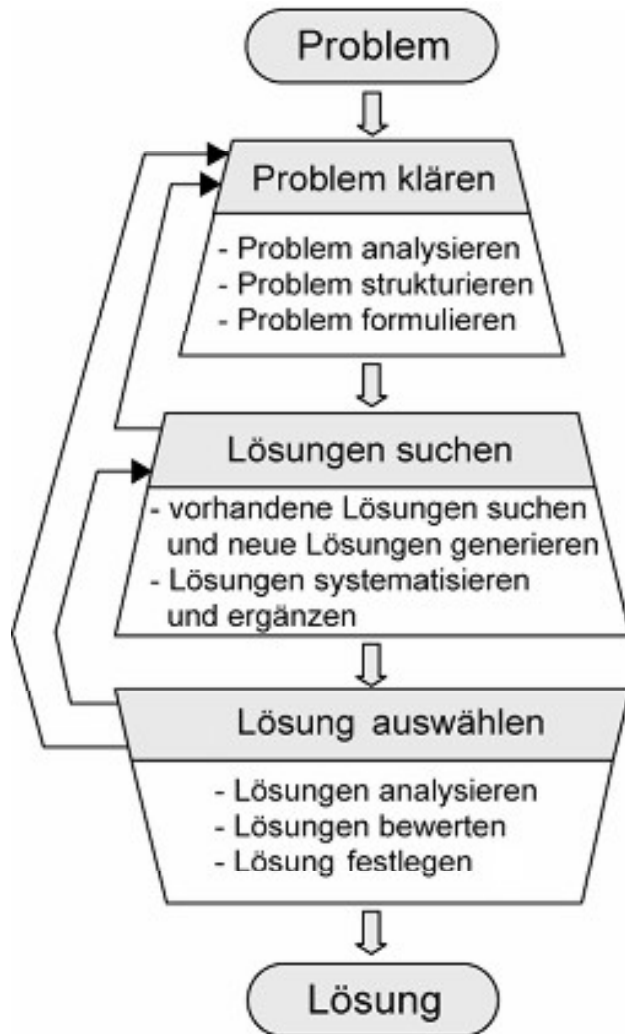 Problem
Problem klären
- Problem analysieren
- Problem strukturieren
- Problem formulieren
Lösungen suchen
- vorhandene Lösungen suchen
und neue Lösungen generieren
- Lösungen systematisieren
und ergänzen
Lösung auswählen
- Lösungen analysieren
- Lösungen bewerten
- Lösung festlegen
Lösung